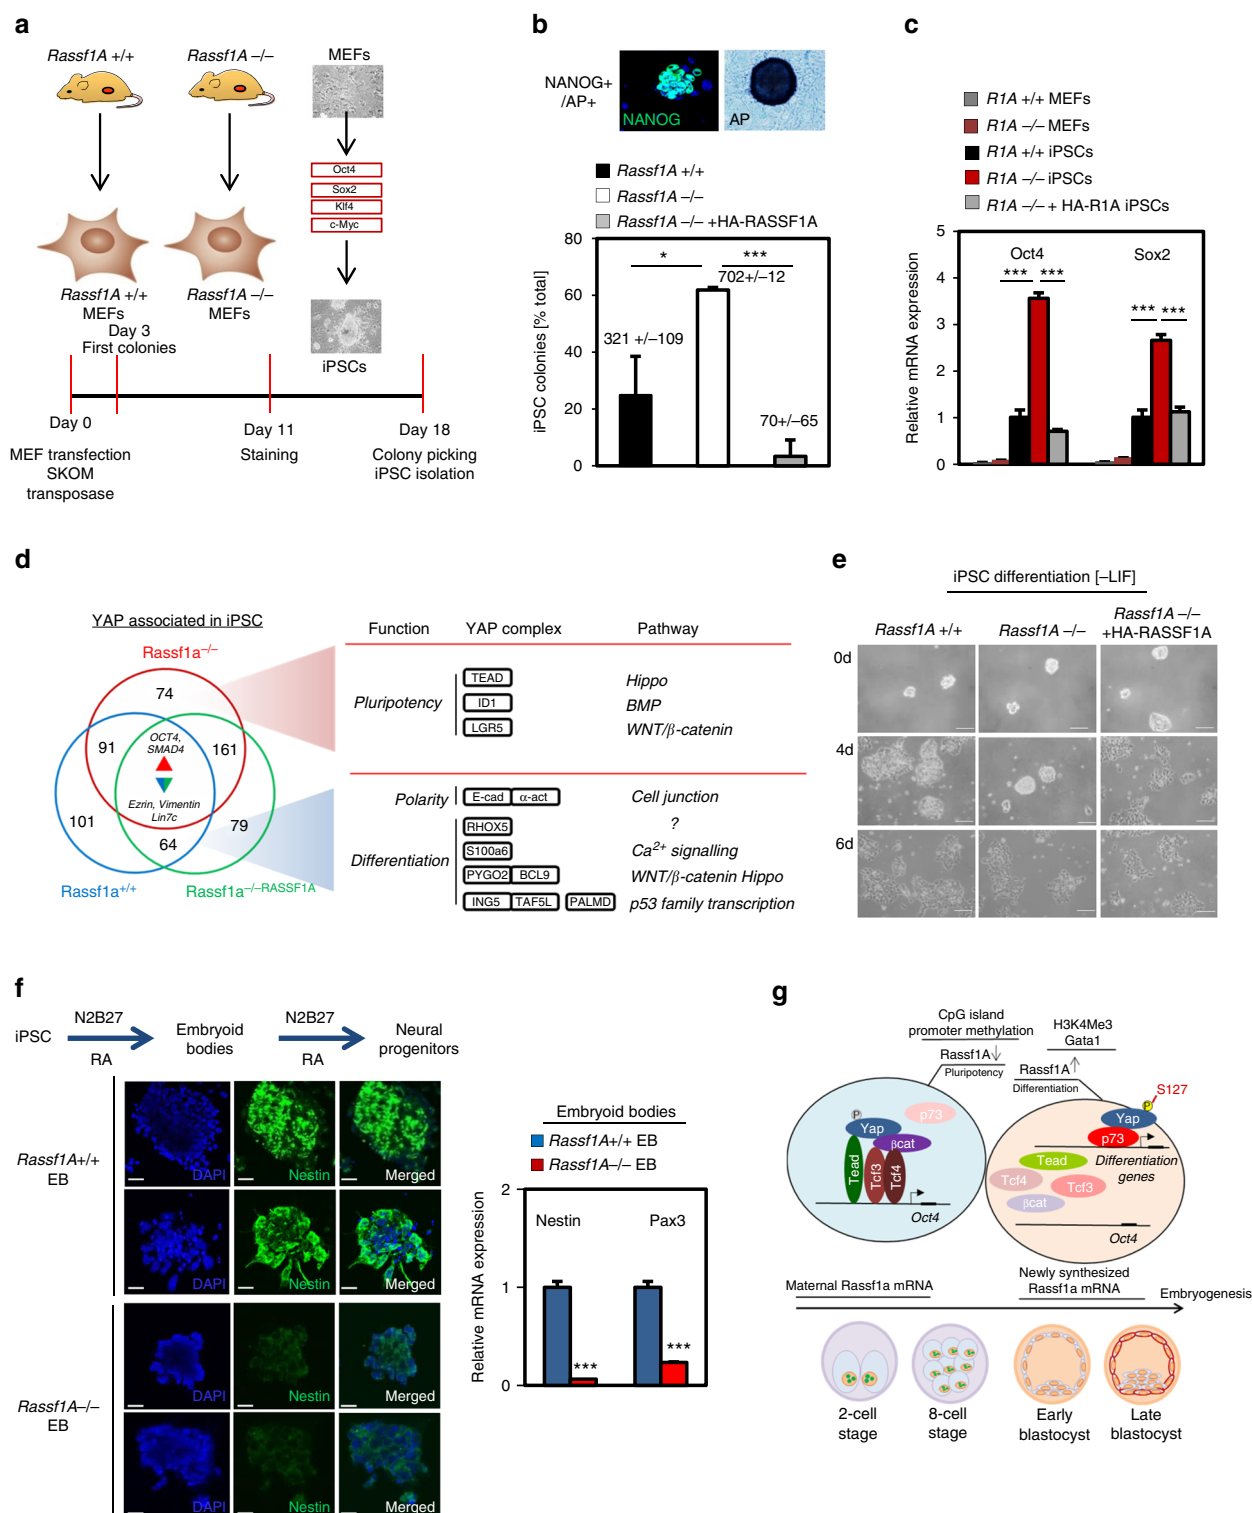 a
Rassf1A +/+
Rassf1A –/–
MEFs
Oct4
Sox2
Klf4
c-Myc
Rassf1A +/+
MEFs
Rassf1A –/–
MEFs
iPSCs
Day 3
First colonies
Day 0
Day 11
Day 18
MEF transfection
SKOM
transposase
Staining
Colony picking
iPSC isolation
b
NANOG+
/AP+
NANOG
AP
Rassf1A +/+
Rassf1A –/–
Rassf1A –/– +HA-RASSF1A
iPSC colonies [% total]
80
60
40
20
0
*
***
321 +/–109
702+/–12
70+/–65
c
R1A +/+ MEFs
R1A –/– MEFs
R1A +/+ iPSCs
R1A –/– iPSCs
R1A –/– + HA-R1A iPSCs
Relative mRNA expression
5
4
3
2
1
0
Oct4
Sox2
*** ***
*** ***
d
YAP associated in iPSC
Rassf1a–/–
74
91
OCT4,
SMAD4
161
Ezrin, Vimentin
Lin7c
101
64
79
Rassf1a+/+
Rassf1a–/–RASSF1A
Function
YAP complex
Pathway
Pluripotency
TEAD
Hippo
ID1
BMP
LGR5
WNT/β-catenin
Polarity
E-cad α-act
Cell junction
Differentiation
RHOX5
?
S100a6
Ca2+ signalling
PYGO2 BCL9
WNT/β-catenin Hippo
ING5 TAF5L PALMD
p53 family transcription
e
iPSC differentiation [–LIF]
Rassf1A +/+
Rassf1A –/–
Rassf1A –/–
+HA-RASSF1A
0d
4d
6d
f
iPSC
N2B27
RA
Embryoid
bodies
N2B27
RA
Neural
progenitors
Rassf1A+/+
EB
DAPI
Nestin
Merged
DAPI
Nestin
Merged
Rassf1A–/–
EB
DAPI
Nestin
Merged
DAPI
Nestin
Merged
Embryoid bodies
Rassf1A+/+ EB
Rassf1A–/– EB
Relative mRNA expression
2
1
0
Nestin
Pax3
***
***
g
CpG island
promoter methylation
Rassf1A↓
Pluripotency
H3K4Me3
Gata1
Rassf1A↑
Differentiation
P
Yap
p73
βcat
Tead
Tcf3
Tcf4
Oct4
S127
P
Yap
p73
Differentiation
genes
Tead
Tcf4
Tcf3
βcat
Oct4
Maternal Rassf1a mRNA
Newly synthesized
Rassf1a mRNA
Embryogenesis
2-cell
stage
8-cell
stage
Early
blastocyst
Late
blastocyst